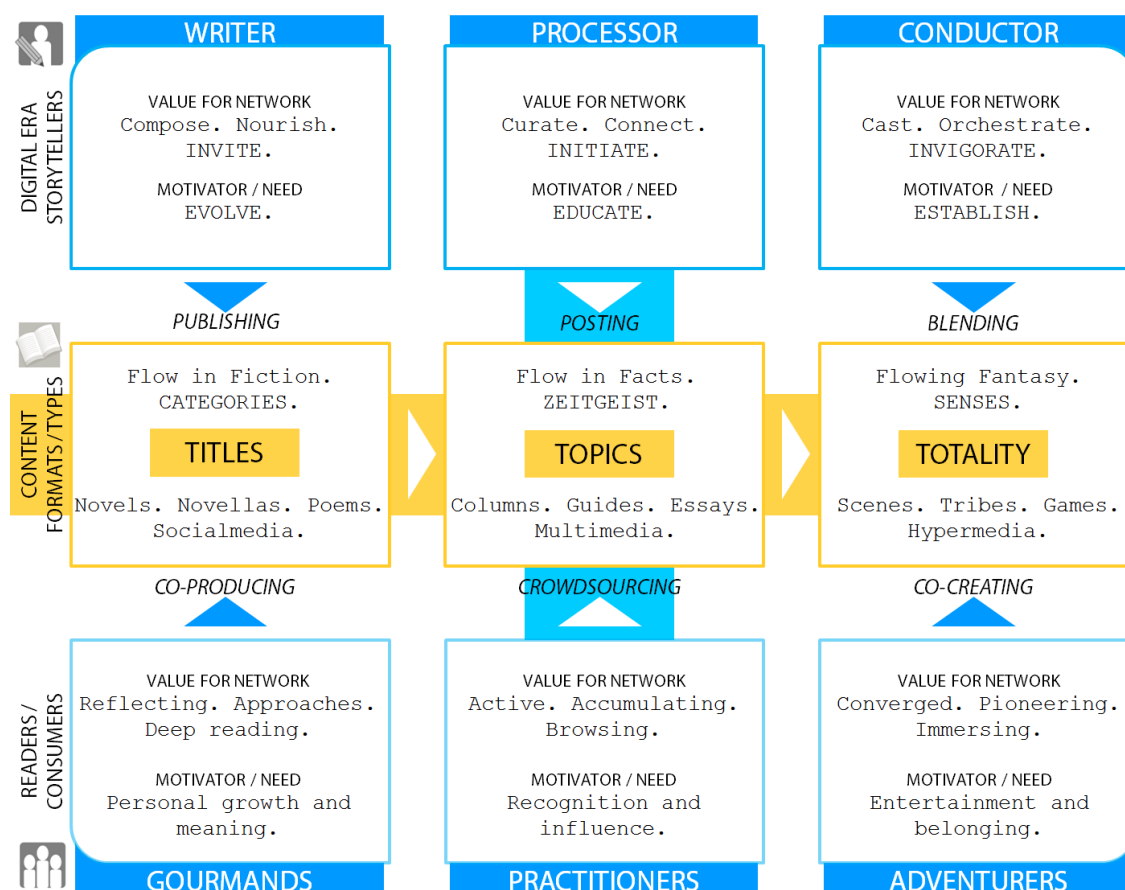 WRITER
PROCESSOR
CONDUCTOR
DIGITAL ERA
STORYTELLERS
VALUE FOR NETWORK
Compose. Nourish.
INVITE.
MOTIVATOR / NEED
EVOLVE.
VALUE FOR NETWORK
Curate. Connect.
INITIATE.
MOTIVATOR / NEED
EDUCATE.
VALUE FOR NETWORK
Cast. Orchestrate.
INVIGORATE.
MOTIVATOR / NEED
ESTABLISH.
PUBLISHING
POSTING
BLENDING
CONTENT
FORMATS / TYPES
Flow in Fiction.
CATEGORIES.
TITLES
Novels. Novellas. Poems.
Socialmedia.
Flow in Facts.
ZEITGEIST.
TOPICS
Columns. Guides. Essays.
Multimedia.
Flowing Fantasy.
SENSES.
TOTALITY
Scenes. Tribes. Games.
Hypermedia.
CO-PRODUCING
CROWDSOURCING
CO-CREATING
READERS /
CONSUMERS
VALUE FOR NETWORK
Reflecting. Approaches.
Deep reading.
MOTIVATOR / NEED
Personal growth and
meaning.
VALUE FOR NETWORK
Active. Accumulating.
Browsing.
MOTIVATOR / NEED
Recognition and
influence.
VALUE FOR NETWORK
Converged. Pioneering.
Immersing.
MOTIVATOR / NEED
Entertainment and
belonging.
GOURMANDS
PRACTITIONERS
ADVENTURERS